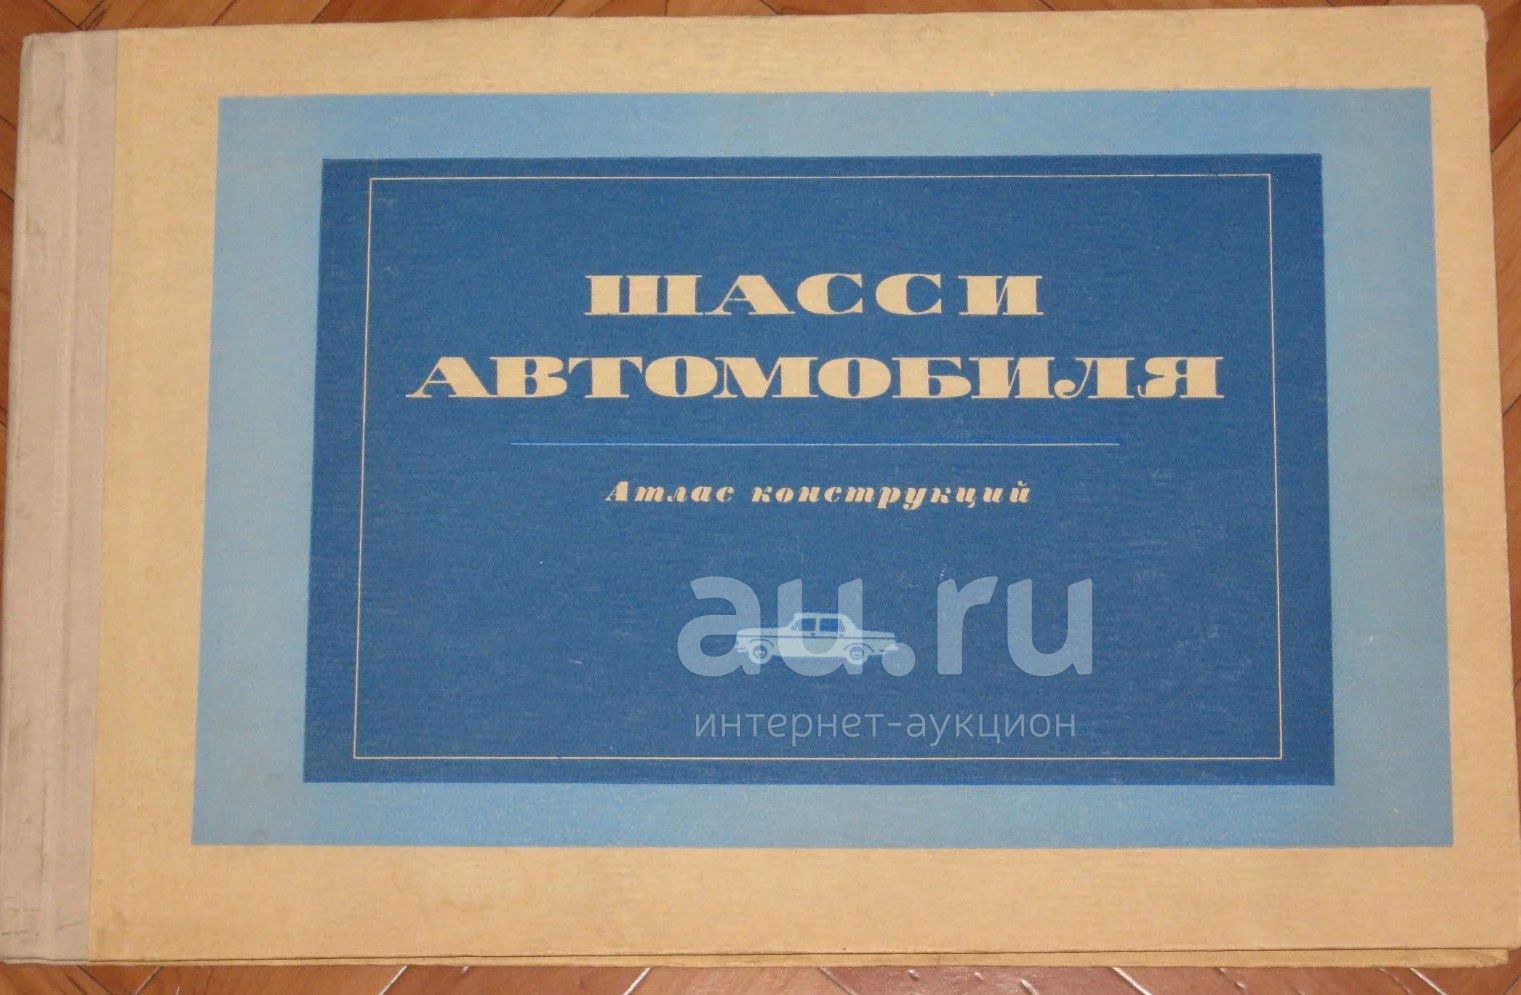 ШАССИ
АВТОМОБИЛЯ
Атлас конструкций
au.ru
интернет-аукцион